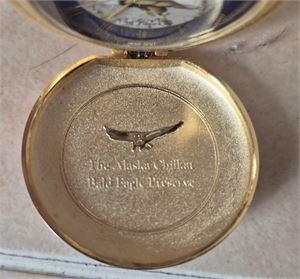 The Alaska Chilkat
Bald Eagle Preserve